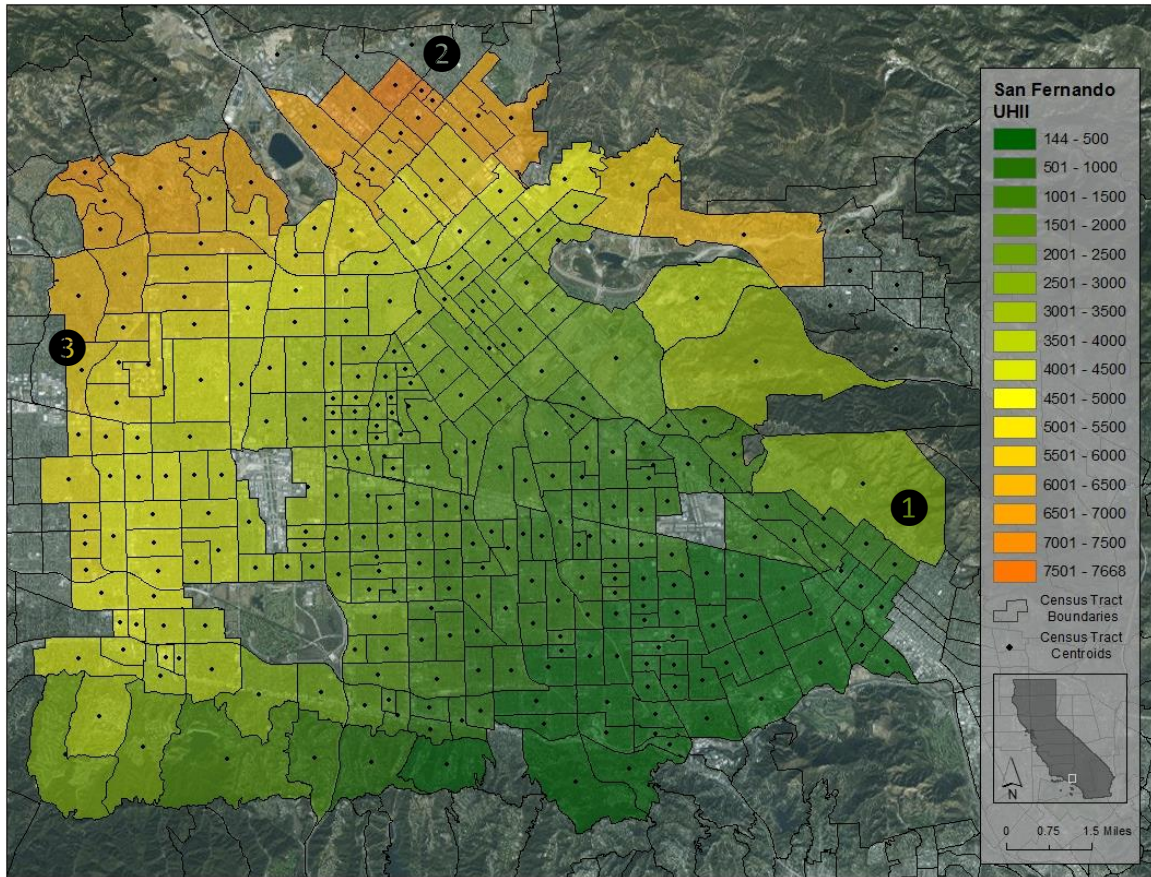 2
3
1
San Fernando
UHII
144 - 500
501 - 1000
1001 - 1500
1501 - 2000
2001 - 2500
2501 - 3000
3001 - 3500
3501 - 4000
4001 - 4500
4501 - 5000
5001 - 5500
5501 - 6000
6001 - 6500
6501 - 7000
7001 - 7500
7501 - 7668
Census Tract
Boundaries
Census Tract
Centroids
N
0 0.75 1.5 Miles